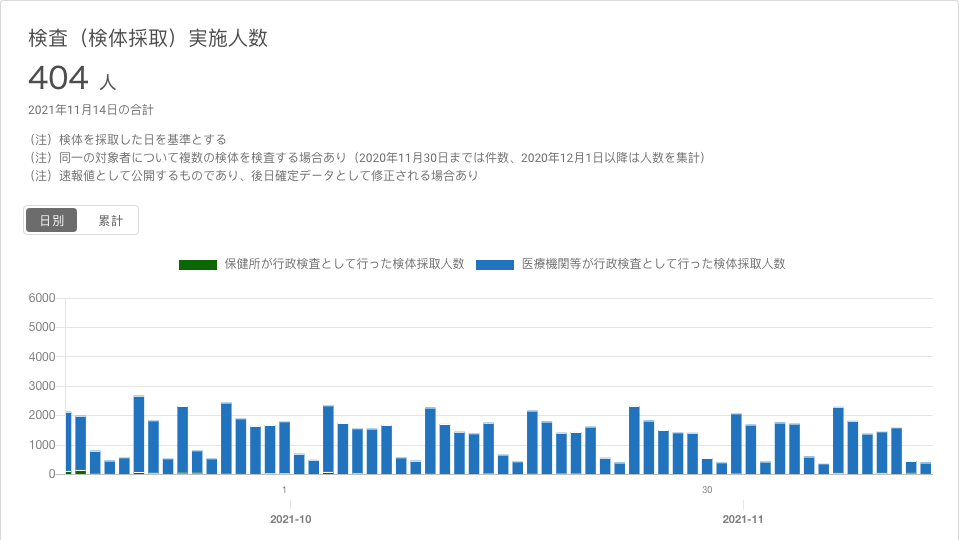 検査（検体採取）実施人数
404 人
2021年11月14日の合計
（注）検体を採取した日を基準とする
（注）同一の対象者について複数の検体を検査する場合あり（2020年11月30日までは件数、2020年12月1日以降は人数を集計）
（注）速報値として公開するものであり、後日確定データとして修正される場合あり
日別 累計
保健所が行政検査として行った検体採取人数 医療機関等が行政検査として行った検体採取人数
6000
5000
4000
3000
2000
1000
0
1 30
2021-10 2021-11